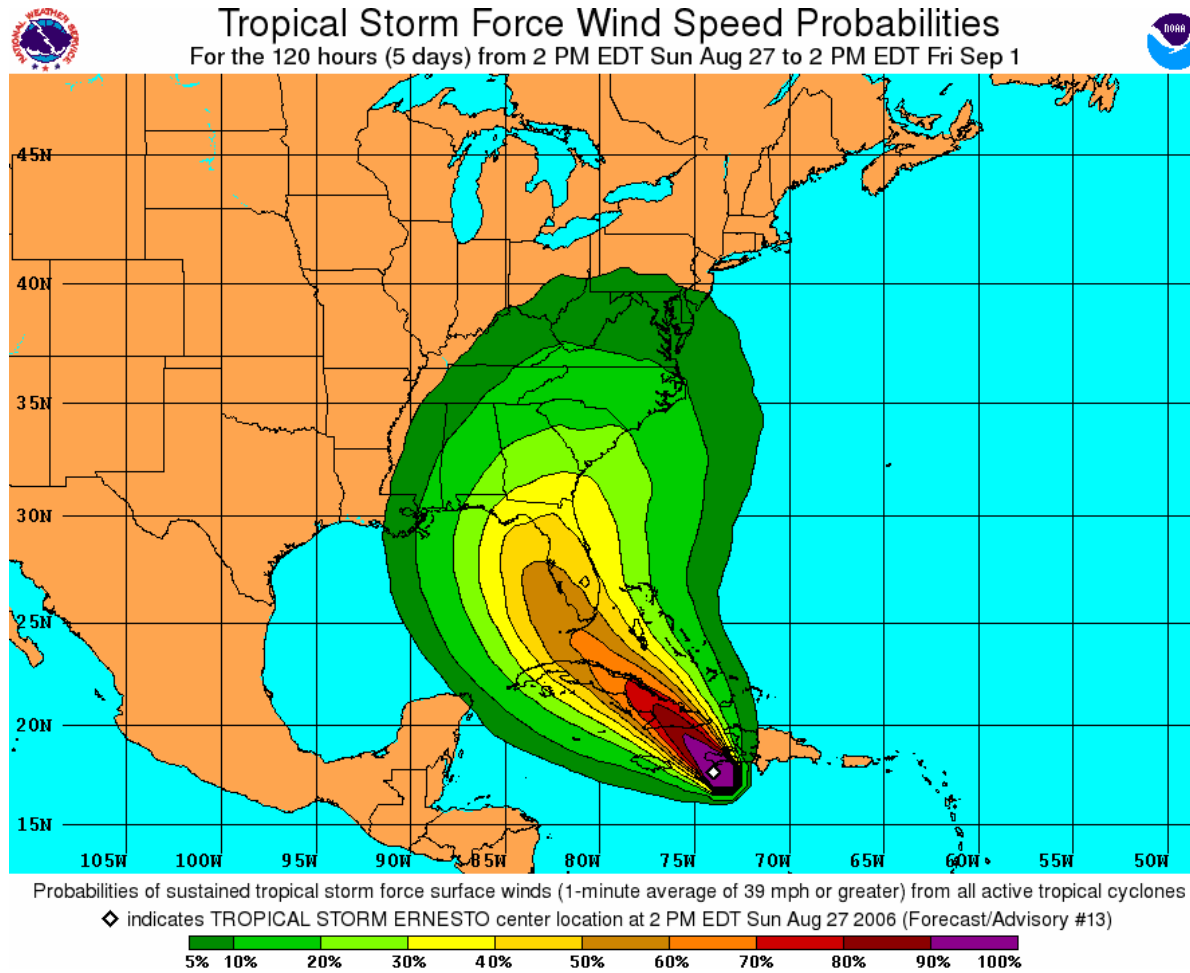 Tropical Storm Force Wind Speed Probabilities
For the 120 hours (5 days) from 2 PM EDT Sun Aug 27 to 2 PM EDT Fri Sep 1
NATIONAL WEATHER SERVICE
NOAA
45N
40N
35N
30N
25N
20N
15N
105W 100W 95W 90W 85W 80W 75W 70W 65W 60W 55W 50W
Probabilities of sustained tropical storm force surface winds (1-minute average of 39 mph or greater) from all active tropical cyclones
indicates TROPICAL STORM ERNESTO center location at 2 PM EDT Sun Aug 27 2006 (Forecast/Advisory #13)
5% 10% 20% 30% 40% 50% 60% 70% 80% 90% 100%